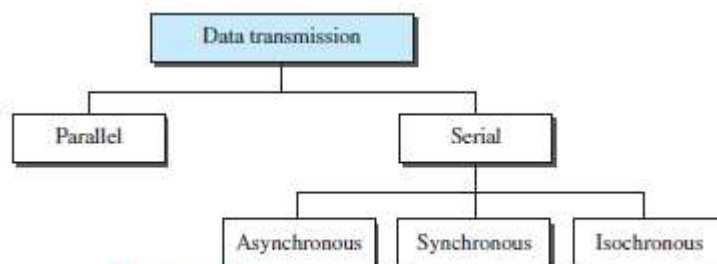 Data transmission
Parallel
Serial
Asynchronous
Synchronous
Isochronous